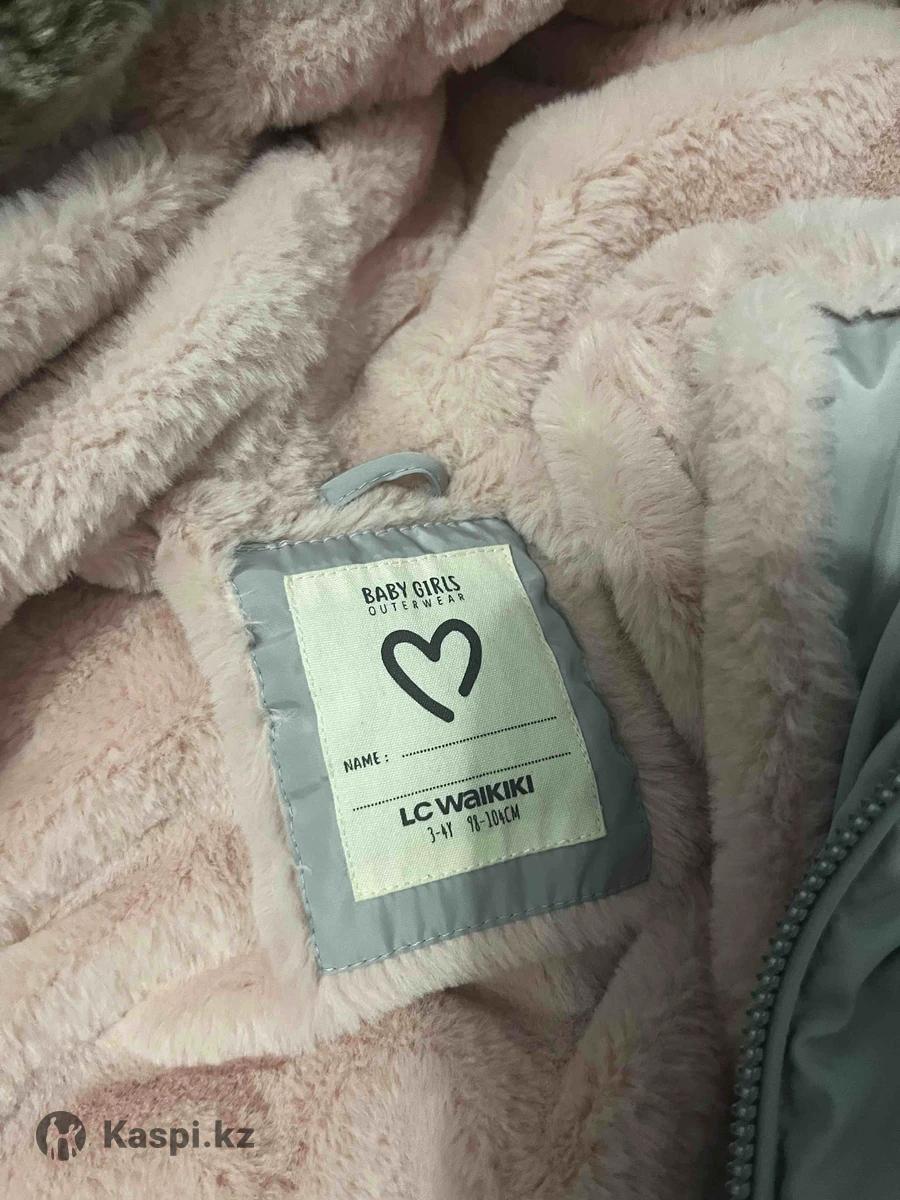 BABY GIRLS
OUTERWEAR
NAME :
LC WAIKIKI
3-4Y 98-104CM
Kaspi.kz